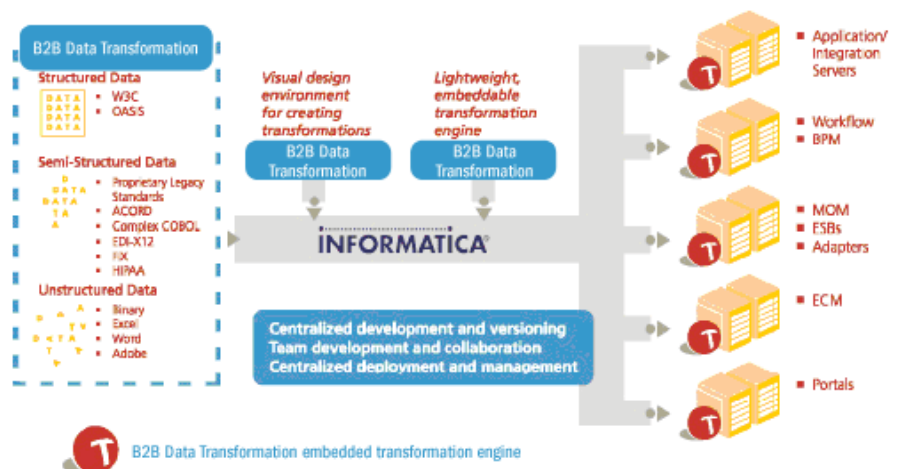 B2B Data Transformation
Structured Data
DATA
DATA
DATA
DATA
W3C
OASIS
Semi-Structured Data
D
DATA
DATA
TA
A
Proprietary Legacy
Standards
ACORD
Complex COBOL
EDI-X12
FIX
HIPAA
Unstructured Data
Binary
Excel
Word
Adobe
Visual design
environment
for creating
transformations
B2B Data
Transformation
Lightweight,
embeddable
transformation
engine
B2B Data
Transformation
INFORMATICA®
Centralized development and versioning
Team development and collaboration
Centralized deployment and management
T
Application/
Integration
Servers
T
Workflow
BPM
T
MOM
ESBs
Adapters
T
ECM
T
Portals
T
B2B Data Transformation embedded transformation engine